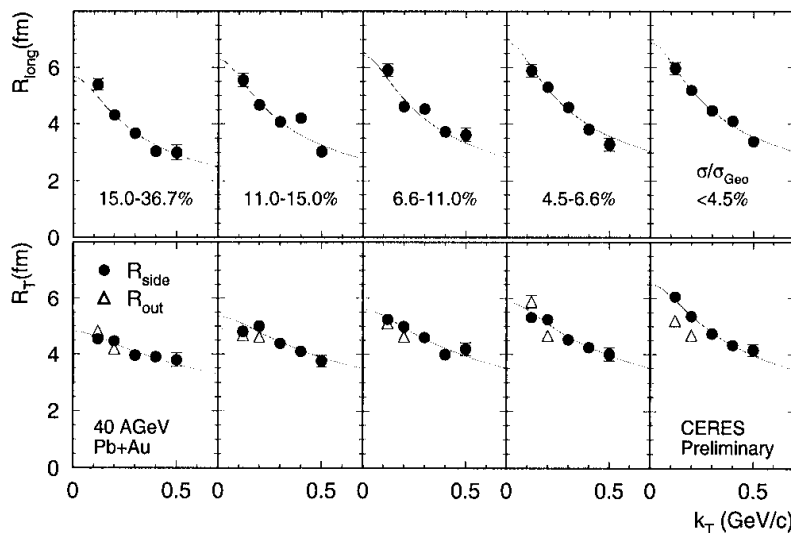 R_long(fm)
6
4
2
0
15.0-36.7%
11.0-15.0%
6.6-11.0%
4.5-6.6%
σ/σ_Geo
<4.5%
R_T(fm)
6
4
2
0
● R_side
△ R_out
40 AGeV
Pb+Au
CERES
Preliminary
0 0.5 0 0.5 0 0.5 0 0.5 0 0.5
k_T (GeV/c)